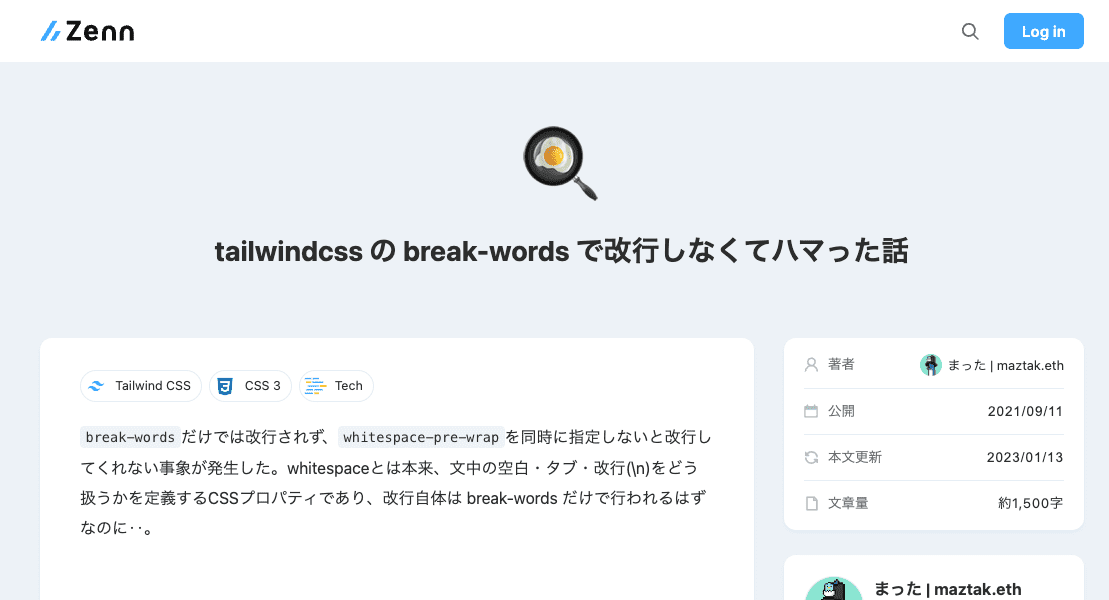 Zenn
Log in
tailwindcss の break-words で改行しなくてハマった話
Tailwind CSS
CSS 3
Tech
break-words だけでは改行されず、 whitespace-pre-wrap を同時に指定しないと改行し
てくれない事象が発生した。whitespaceとは本来、文中の空白・タブ・改行(\n)をどう
扱うかを定義するCSSプロパティであり、改行自体は break-words だけで行われるはず
なのに‥。
著者
まった | maztak.eth
公開
2021/09/11
本文更新
2023/01/13
文章量
約1,500字
まった | maztak.eth